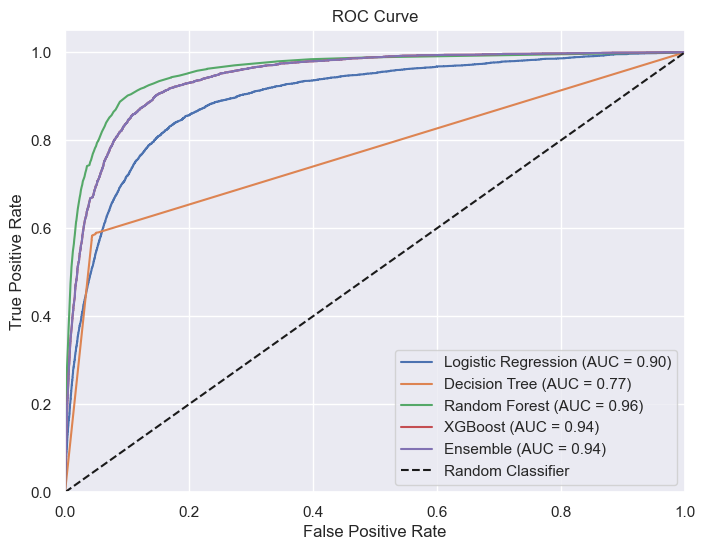 ROC Curve
1.0
0.8
0.6
0.4
0.2
0.0
True Positive Rate
Logistic Regression (AUC = 0.90)
Decision Tree (AUC = 0.77)
Random Forest (AUC = 0.96)
XGBoost (AUC = 0.94)
Ensemble (AUC = 0.94)
Random Classifier
0.0 0.2 0.4 0.6 0.8 1.0
False Positive Rate